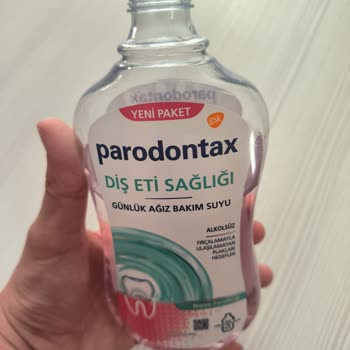 YENİ PAKET
gsk
parodontax
DİŞ ETİ SAĞLIĞI
GÜNLÜK AĞIZ BAKIM SUYU
ALKOLSÜZ
FIRÇALAMAYLA
ULAŞILAMAYAN
PLAKLARI
HEDEFLER